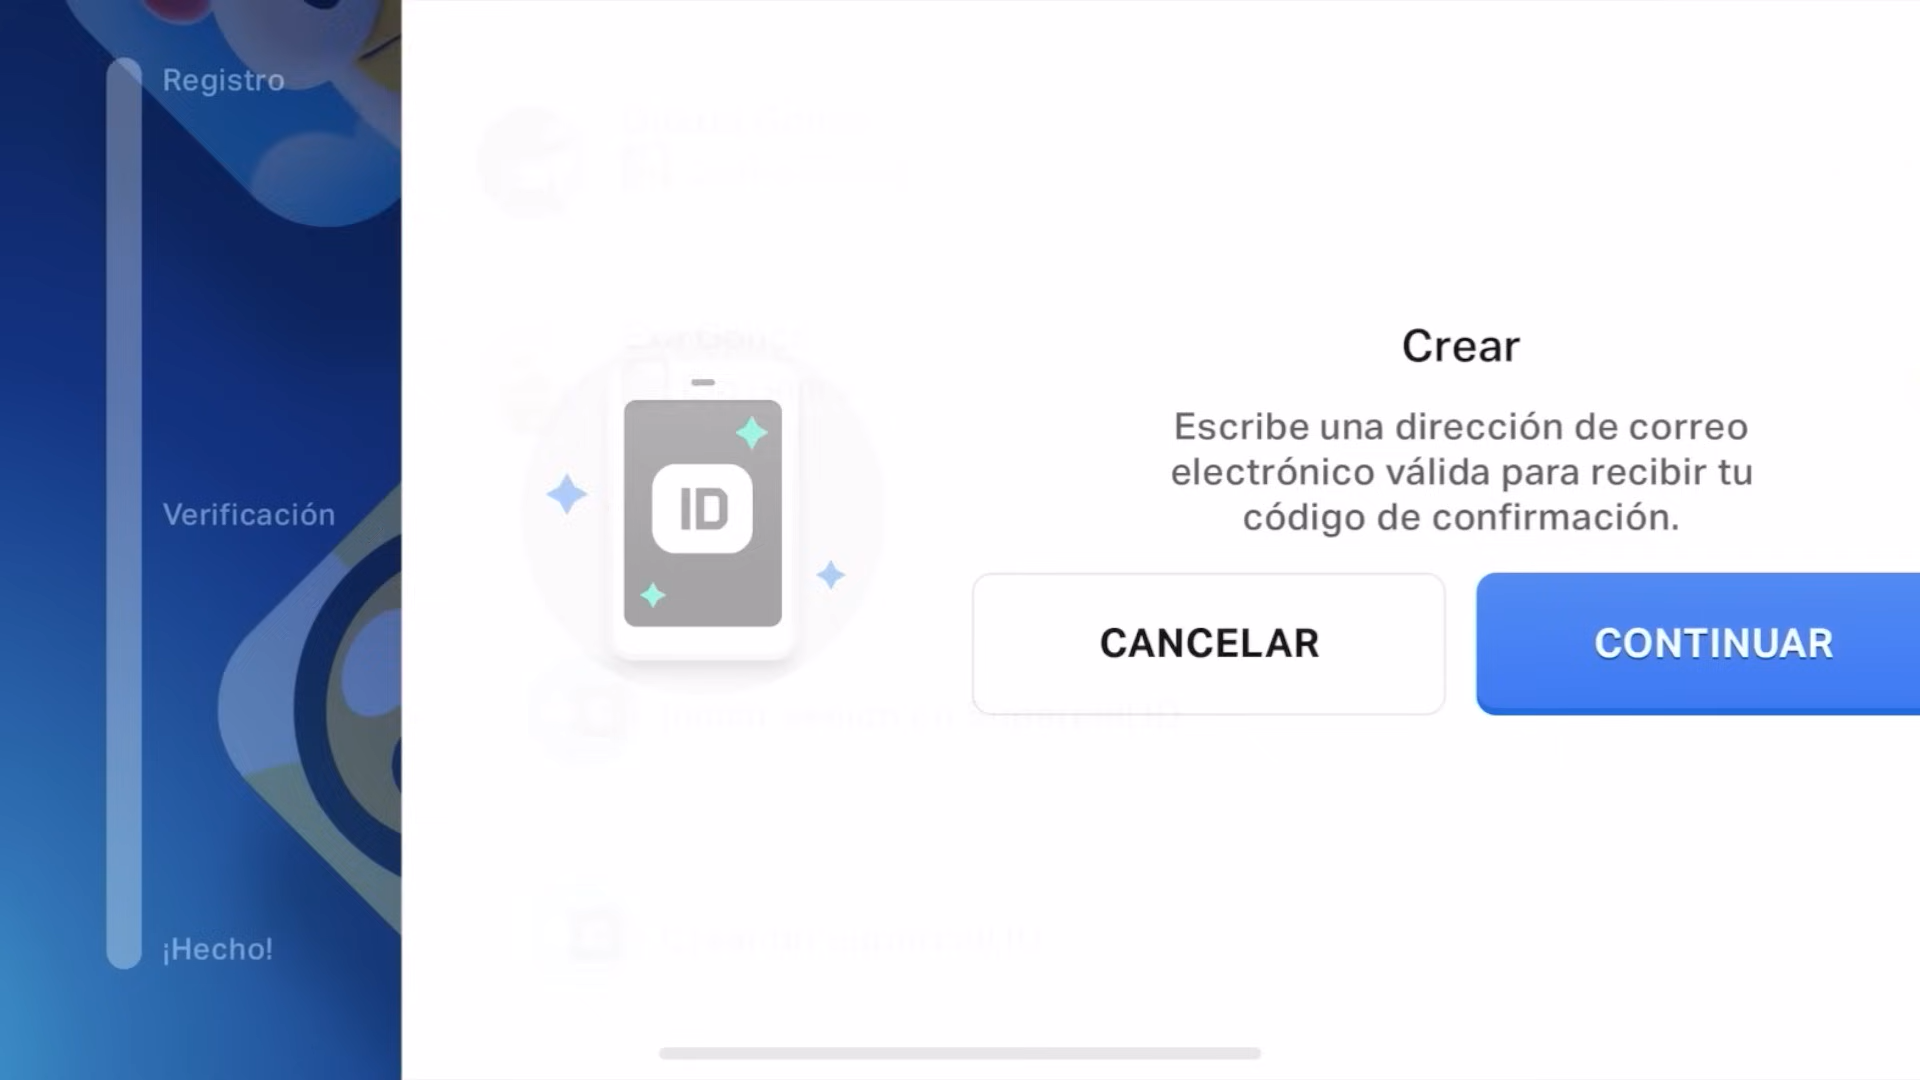 Registro
Verificación
¡Hecho!
ID
Crear
Escribe una dirección de correo
electrónico válida para recibir tu
código de confirmación.
CANCELAR
CONTINUAR